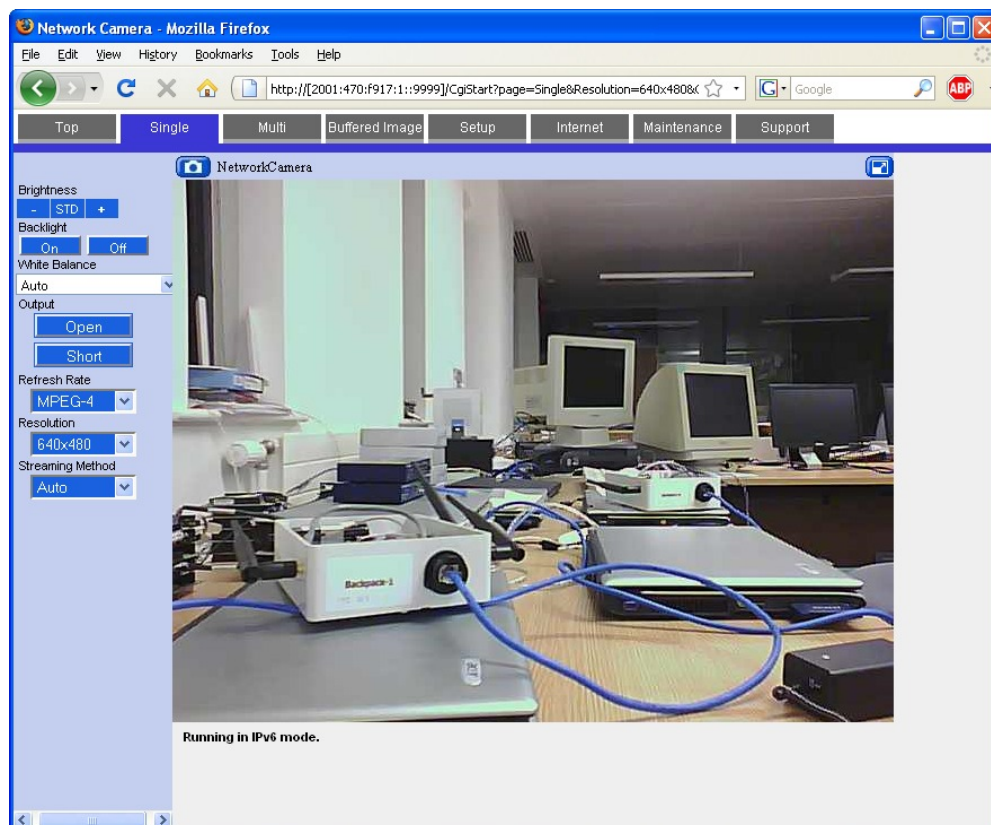 Network Camera - Mozilla Firefox
File Edit View History Bookmarks Tools Help
http://[2001:470:f917:1::9999]/CgiStart?page=Single&Resolution=640x480&( Google ABP
Top Single Multi Buffered Image Setup Internet Maintenance Support
NetworkCamera
Brightness
- STD +
Backlight
On Off
White Balance
Auto
Output
Open
Short
Refresh Rate
MPEG-4
Resolution
640x480
Streaming Method
Auto
Backpack-1
Running in IPv6 mode.